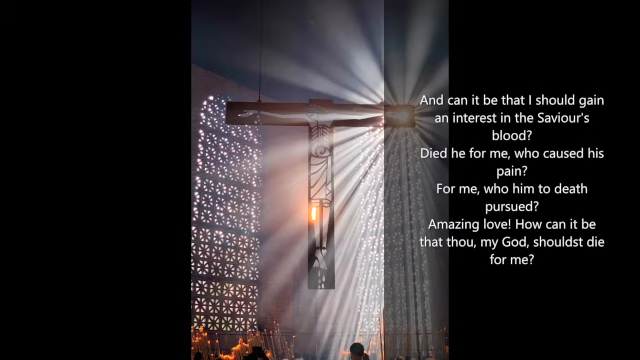 And can it be that I should gain
an interest in the Saviour's
blood?
Died he for me, who caused his
pain?
For me, who him to death
pursued?
Amazing love! How can it be
that thou, my God, shouldst die
for me?